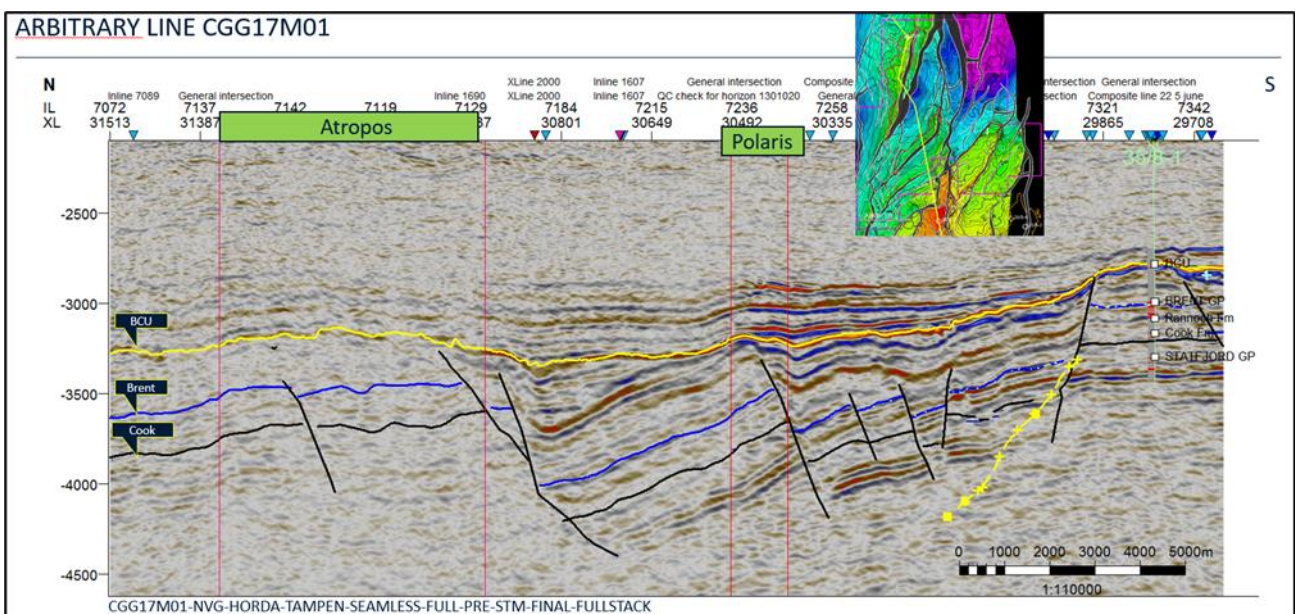 ARBITRARY LINE CGG17M01
N
S
XLine 2000 Inline 1607 General intersection Composite
Inline 7089 General intersection Inline 1690 XLine 2000 Inline 1607 QC check for horizon 1301020 General
ntersection General intersection
section Composite line 22 5 june
IL 7072 7137 7142 7119 7129 7184 7215 7236 7258 7321 7342
XL 31513 31387 30801 30649 30492 30335 29865 29708
Atropos
Polaris
-2500
-3000
-3500
-4000
-4500
BCU
Brent
Cook
BCU
BRENT GP
Rannoch Fm
Cook Fm
STATFJORD GP
0 1000 2000 3000 4000 5000m
1:110000
CGG17M01-NVG-HORDA-TAMPEN-SEAMLESS-FULL-PRE-STM-FINAL-FULLSTACK